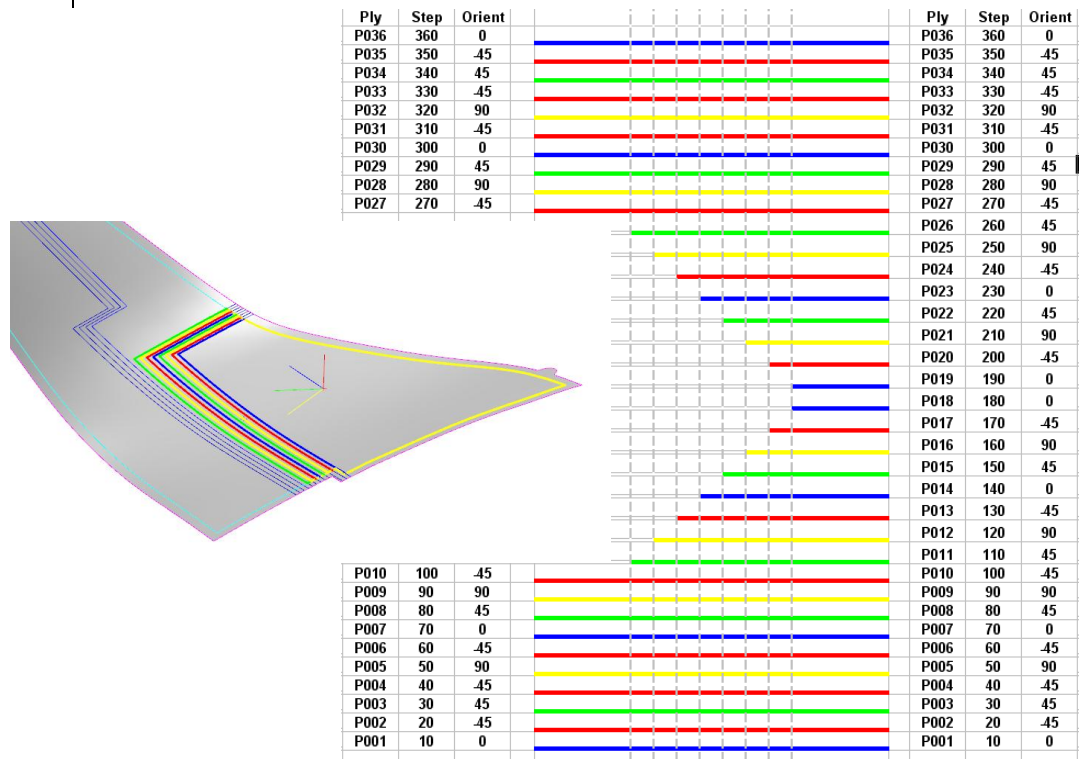 Ply Step Orient Ply Step Orient
P036 360 0 P036 360 0
P035 350 -45 P035 350 -45
P034 340 45 P034 340 45
P033 330 -45 P033 330 -45
P032 320 90 P032 320 90
P031 310 -45 P031 310 -45
P030 300 0 P030 300 0
P029 290 45 P029 290 45
P028 280 90 P028 280 90
P027 270 -45 P027 270 -45
P026 260 45
P025 250 90
P024 240 -45
P023 230 0
P022 220 45
P021 210 90
P020 200 -45
P019 190 0
P018 180 0
P017 170 -45
P016 160 90
P015 150 45
P014 140 0
P013 130 -45
P012 120 90
P011 110 45
P010 100 -45 P010 100 -45
P009 90 90 P009 90 90
P008 80 45 P008 80 45
P007 70 0 P007 70 0
P006 60 -45 P006 60 -45
P005 50 90 P005 50 90
P004 40 -45 P004 40 -45
P003 30 45 P003 30 45
P002 20 -45 P002 20 -45
P001 10 0 P001 10 0